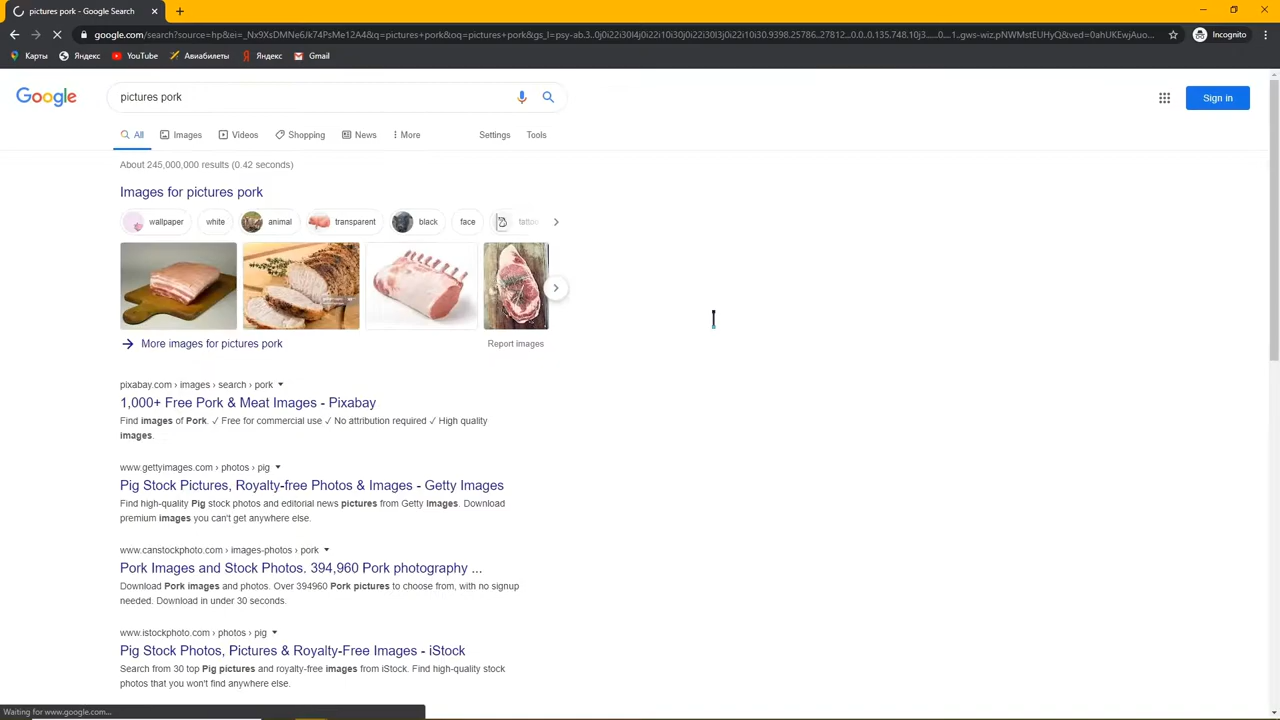 pictures pork - Google Search
google.com/search?source=hp&ei=_Nx9XsDMNe6Jk74PsMe12A4&q=pictures+pork&oq=pictures+pork&gs_l=psy-ab.3..0j0i22i30l4j0i22i10i30j0i22i30l3j0i22i10i30.9398.25786..27812...0.0..0.135.748.10j3......0....1..gws-wiz.pNWMstEUHyQ&ved=0ahUKEwjAuo...
Incognito
Карты Яндекс YouTube Авиабилеты Яндекс Gmail
Google
pictures pork
Sign in
All Images Videos Shopping News More Settings Tools
About 245,000,000 results (0.42 seconds)
Images for pictures pork
wallpaper white animal transparent black face tattoo
More images for pictures pork
Report images
pixabay.com › images › search › pork
1,000+ Free Pork & Meat Images - Pixabay
Find images of Pork. ✓ Free for commercial use ✓ No attribution required ✓ High quality
images.
www.gettyimages.com › photos › pig
Pig Stock Pictures, Royalty-free Photos & Images - Getty Images
Find high-quality Pig stock photos and editorial news pictures from Getty Images. Download
premium images you can't get anywhere else.
www.canstockphoto.com › images-photos › pork
Pork Images and Stock Photos. 394,960 Pork photography ...
Download Pork images and photos. Over 394960 Pork pictures to choose from, with no signup
needed. Download in under 30 seconds.
www.istockphoto.com › photos › pig
Pig Stock Photos, Pictures & Royalty-Free Images - iStock
Search from 30 top Pig pictures and royalty-free images from iStock. Find high-quality stock
photos that you won't find anywhere else.
Waiting for www.google.com...